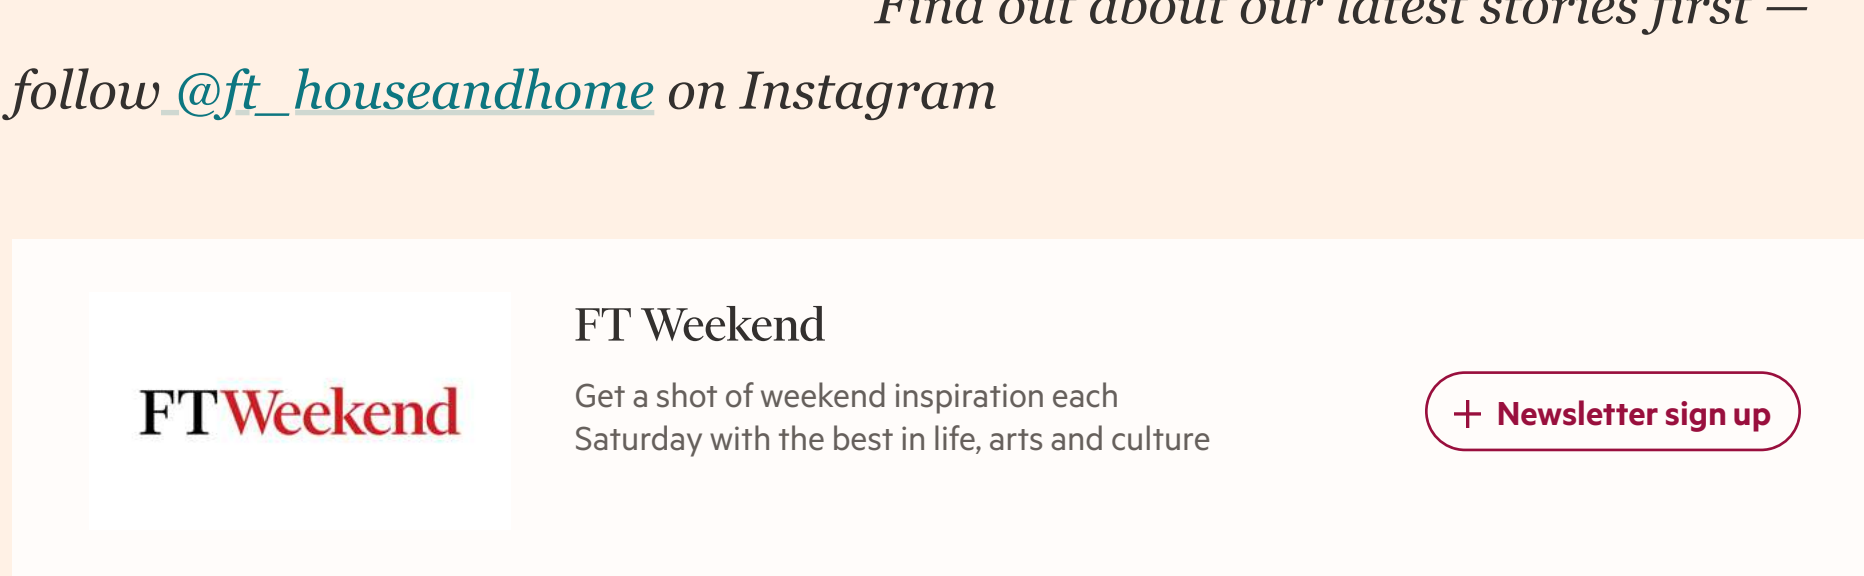 Find out about our latest stories first —
follow @ft_houseandhome on Instagram
FTWeekend
FT Weekend
Get a shot of weekend inspiration each
Saturday with the best in life, arts and culture
+ Newsletter sign up